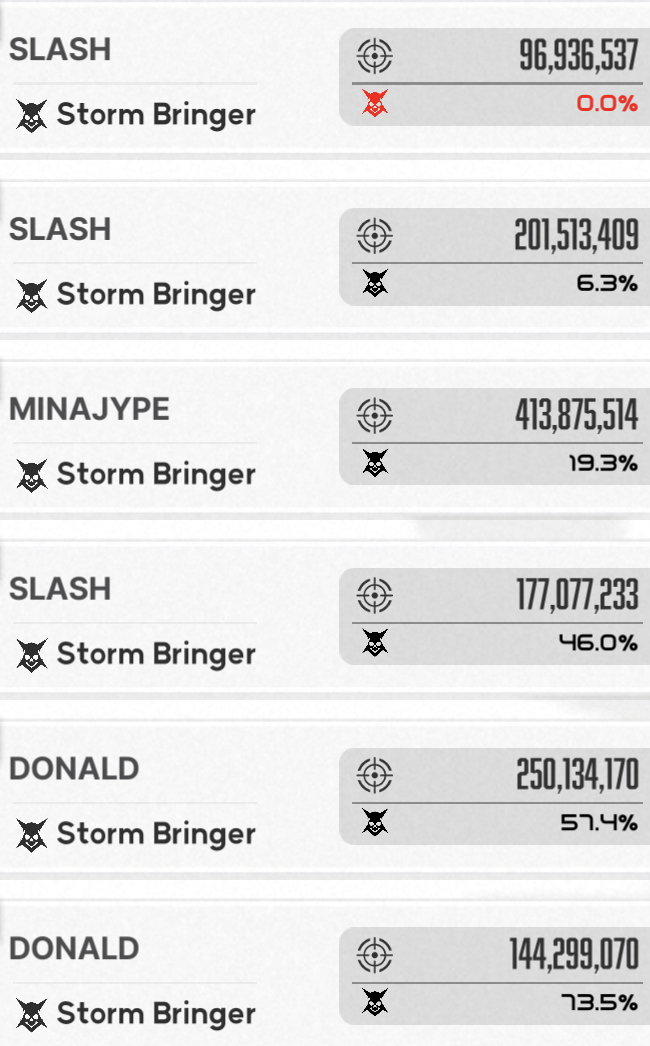 SLASH
96,936,537
Storm Bringer
0.0%
SLASH
201,513,409
Storm Bringer
6.3%
MINAJYPE
413,875,514
Storm Bringer
19.3%
SLASH
177,077,233
Storm Bringer
46.0%
DONALD
250,134,170
Storm Bringer
57.4%
DONALD
144,299,070
Storm Bringer
73.5%